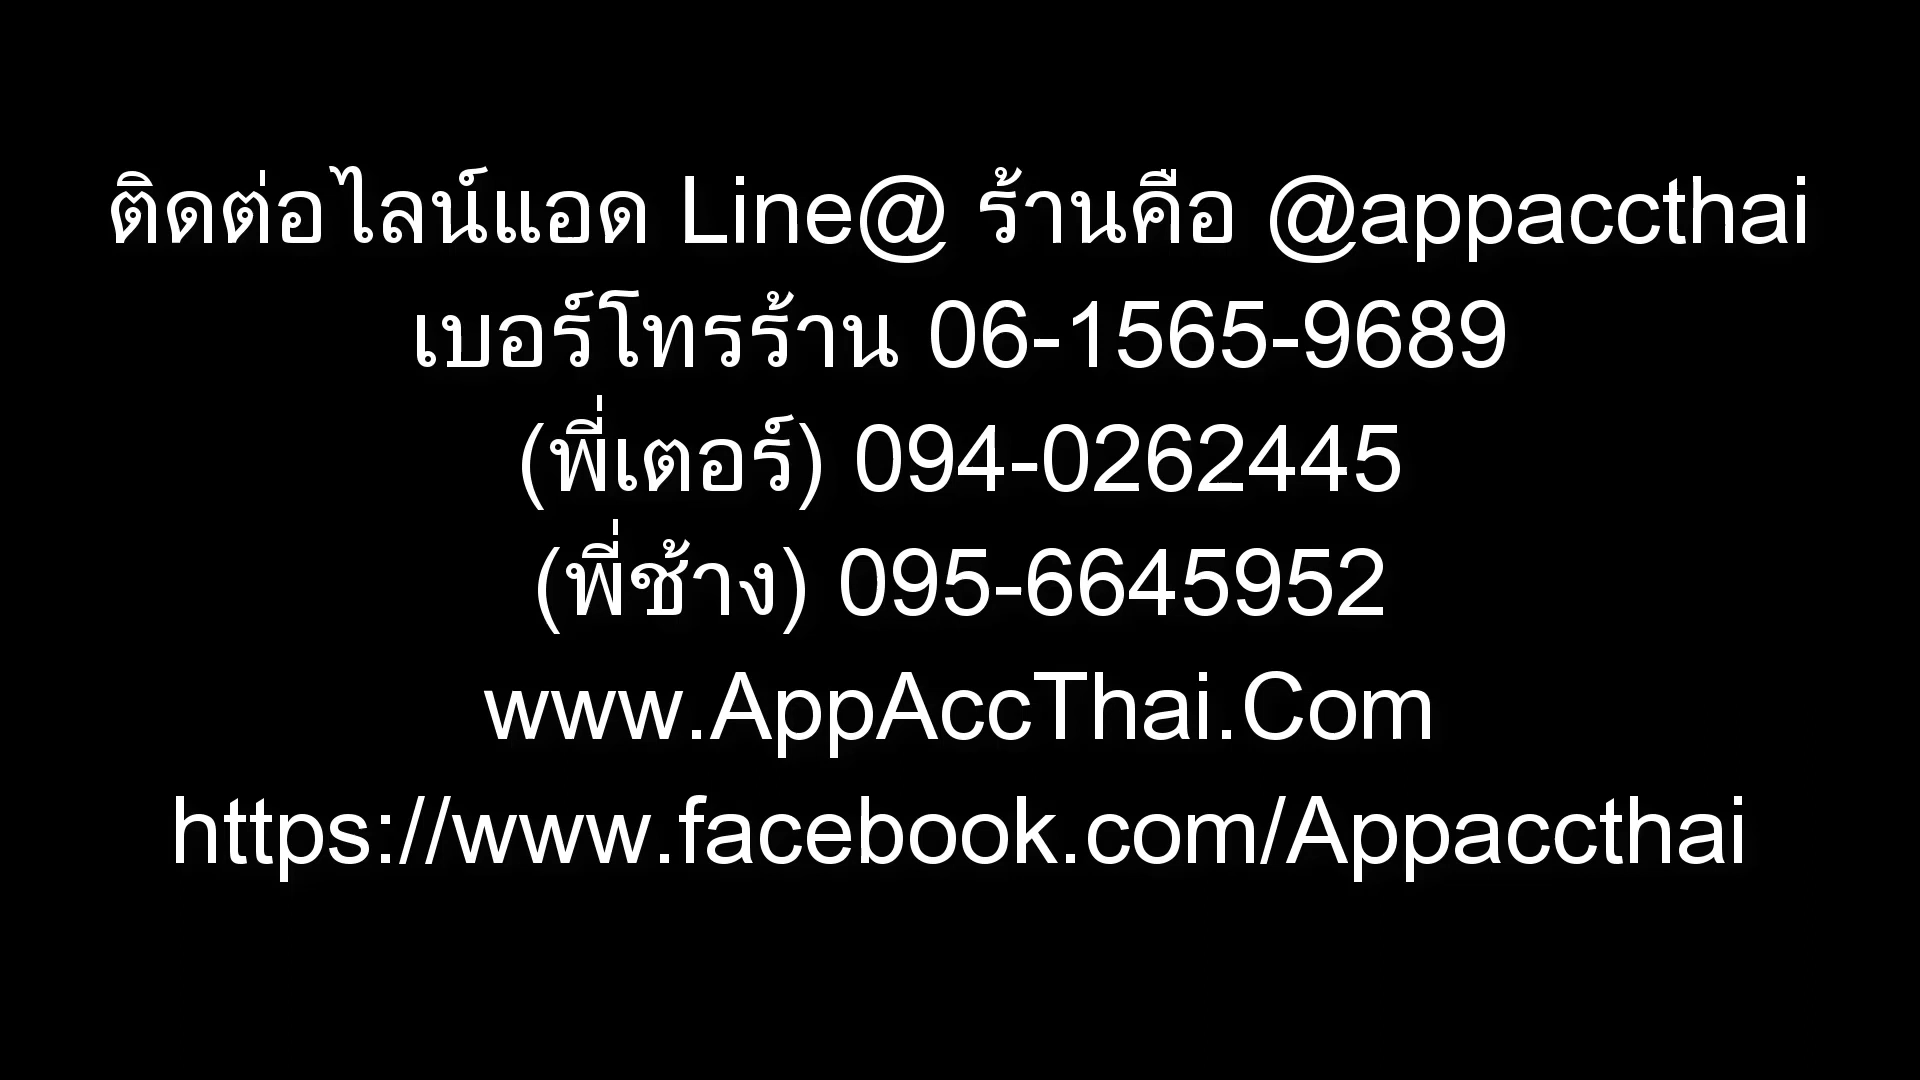 ติดต่อไลน์แอด Line@ ร้านคือ @appaccthai
เบอร์โทรร้าน 06-1565-9689
(พี่เตอร์) 094-0262445
(พี่ช้าง) 095-6645952
www.AppAccThai.Com
https://www.facebook.com/Appaccthai